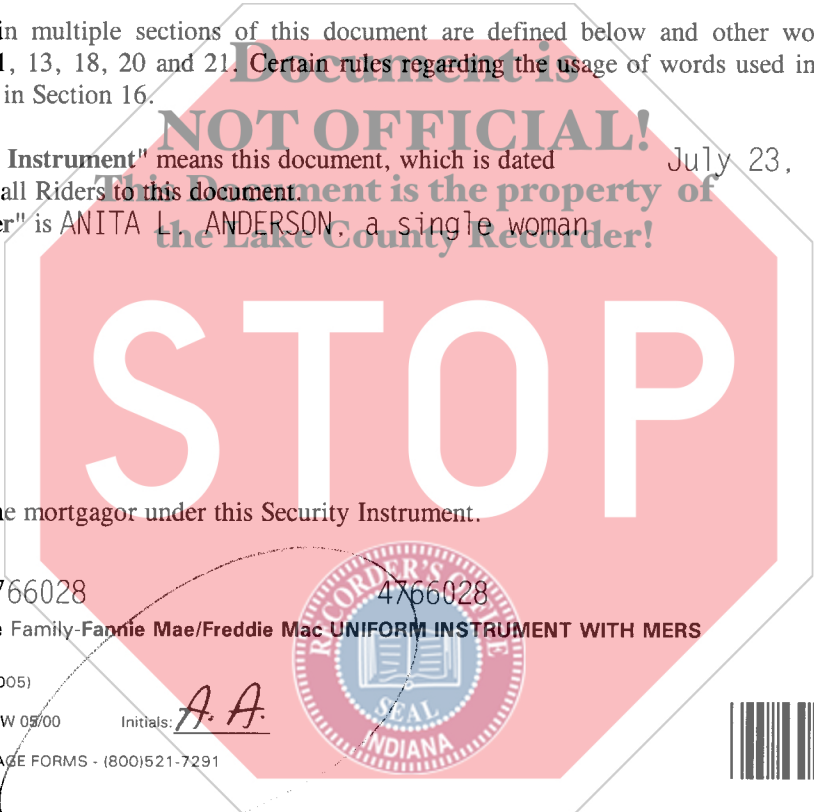 in multiple sections of this document are defined below and other wo
1, 13, 18, 20 and 21. Certain rules regarding the usage of words used in
in Section 16.
Document is
NOT OFFICIAL!
This Document is the property of
the Lake County Recorder!
Instrument" means this document, which is dated July 23,
all Riders to this document.
er" is ANITA L. ANDERSON, a single woman
STOP
e mortgagor under this Security Instrument.
766028 4766028
e Family-Fannie Mae/Freddie Mac UNIFORM INSTRUMENT WITH MERS
005)
W 05/00 Initials: A. A.
AGE FORMS - (800)521-7291
RECORDER'S OFFICE
SEAL
INDIANA